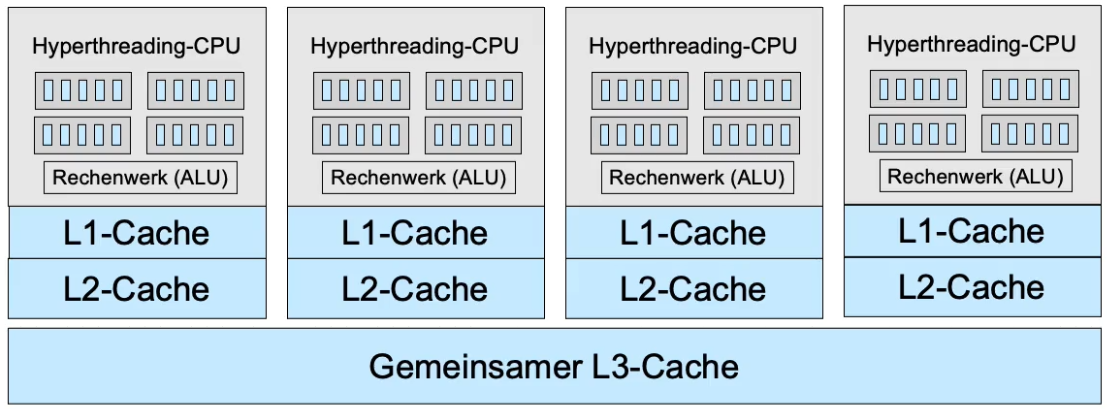 Hyperthreading-CPU
Rechenwerk (ALU)
L1-Cache
L2-Cache
Hyperthreading-CPU
Rechenwerk (ALU)
L1-Cache
L2-Cache
Hyperthreading-CPU
Rechenwerk (ALU)
L1-Cache
L2-Cache
Hyperthreading-CPU
Rechenwerk (ALU)
L1-Cache
L2-Cache
Gemeinsamer L3-Cache